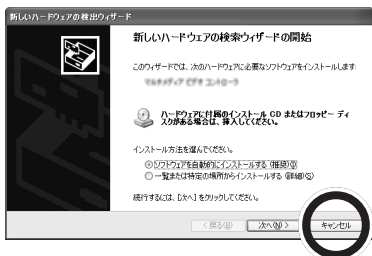 新しいハードウェアの検出ウィザード
新しいハードウェアの検索ウィザードの開始
このウィザードでは、次のハードウェアに必要なソフトウェアをインストールします:
マルチメディア ビデオ コントローラ
ハードウェアに付属のインストール CD またはフロッピー ディ
スクがある場合は、挿入してください。
インストール方法を選んでください。
ソフトウェアを自動的にインストールする (推奨)(I)
一覧または特定の場所からインストールする (詳細)(S)
続行するには、[次へ] をクリックしてください。
< 戻る(B)
次へ(N) >
キャンセル